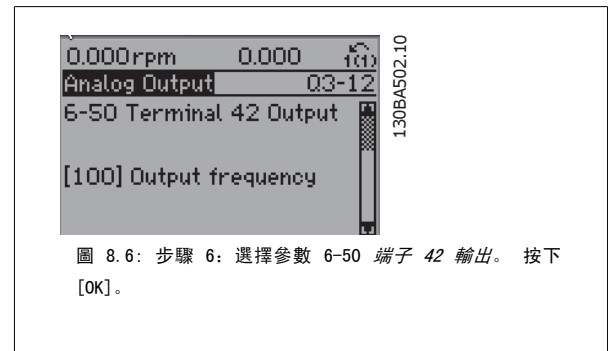 0.000rpm 0.000 1(1)
Analog Output Q3-12
6-50 Terminal 42 Output
[100] Output frequency
130BA502.10
圖 8.6: 步驟 6: 選擇參數 6-50 端子 42 輸出。 按下
[OK]。